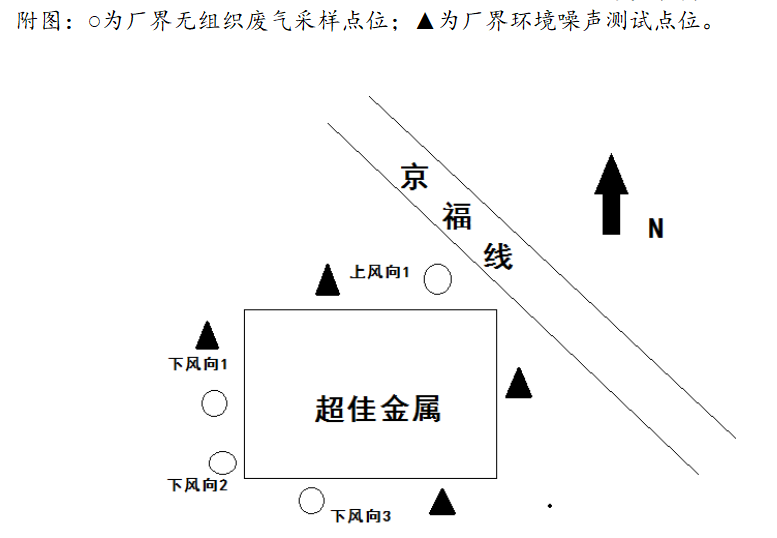 附图：○为厂界无组织废气采样点位；▲为厂界环境噪声测试点位。
京
福
线
N
上风向1
下风向1
超佳金属
下风向2
下风向3